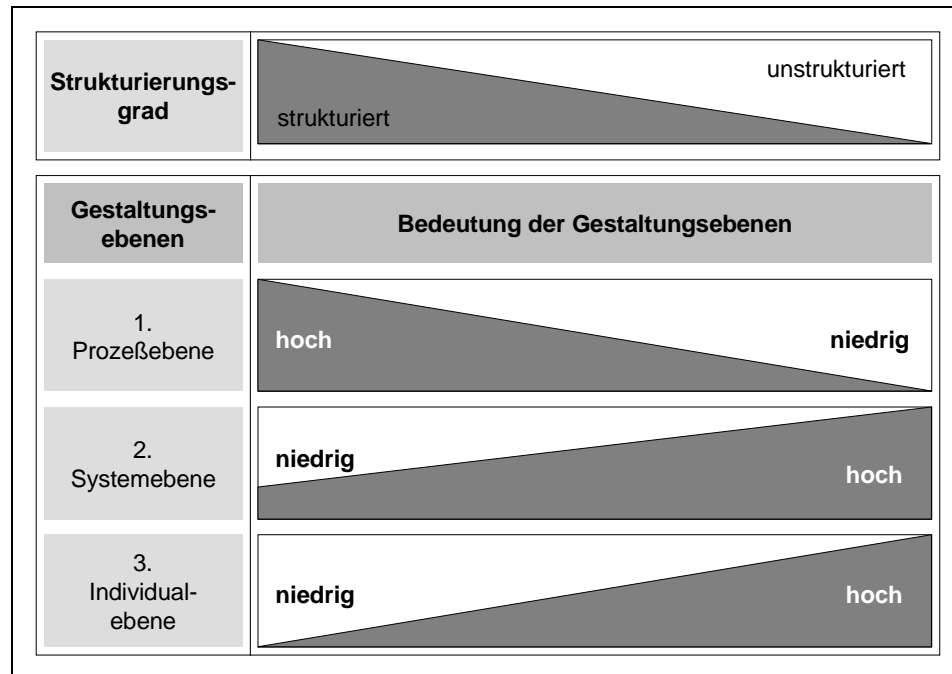 Strukturierungs-
grad
unstrukturiert
strukturiert
Gestaltungs-
ebenen
Bedeutung der Gestaltungsebenen
1.
Prozeßebene
hoch
niedrig
2.
Systemebene
niedrig
hoch
3.
Individual-
ebene
niedrig
hoch